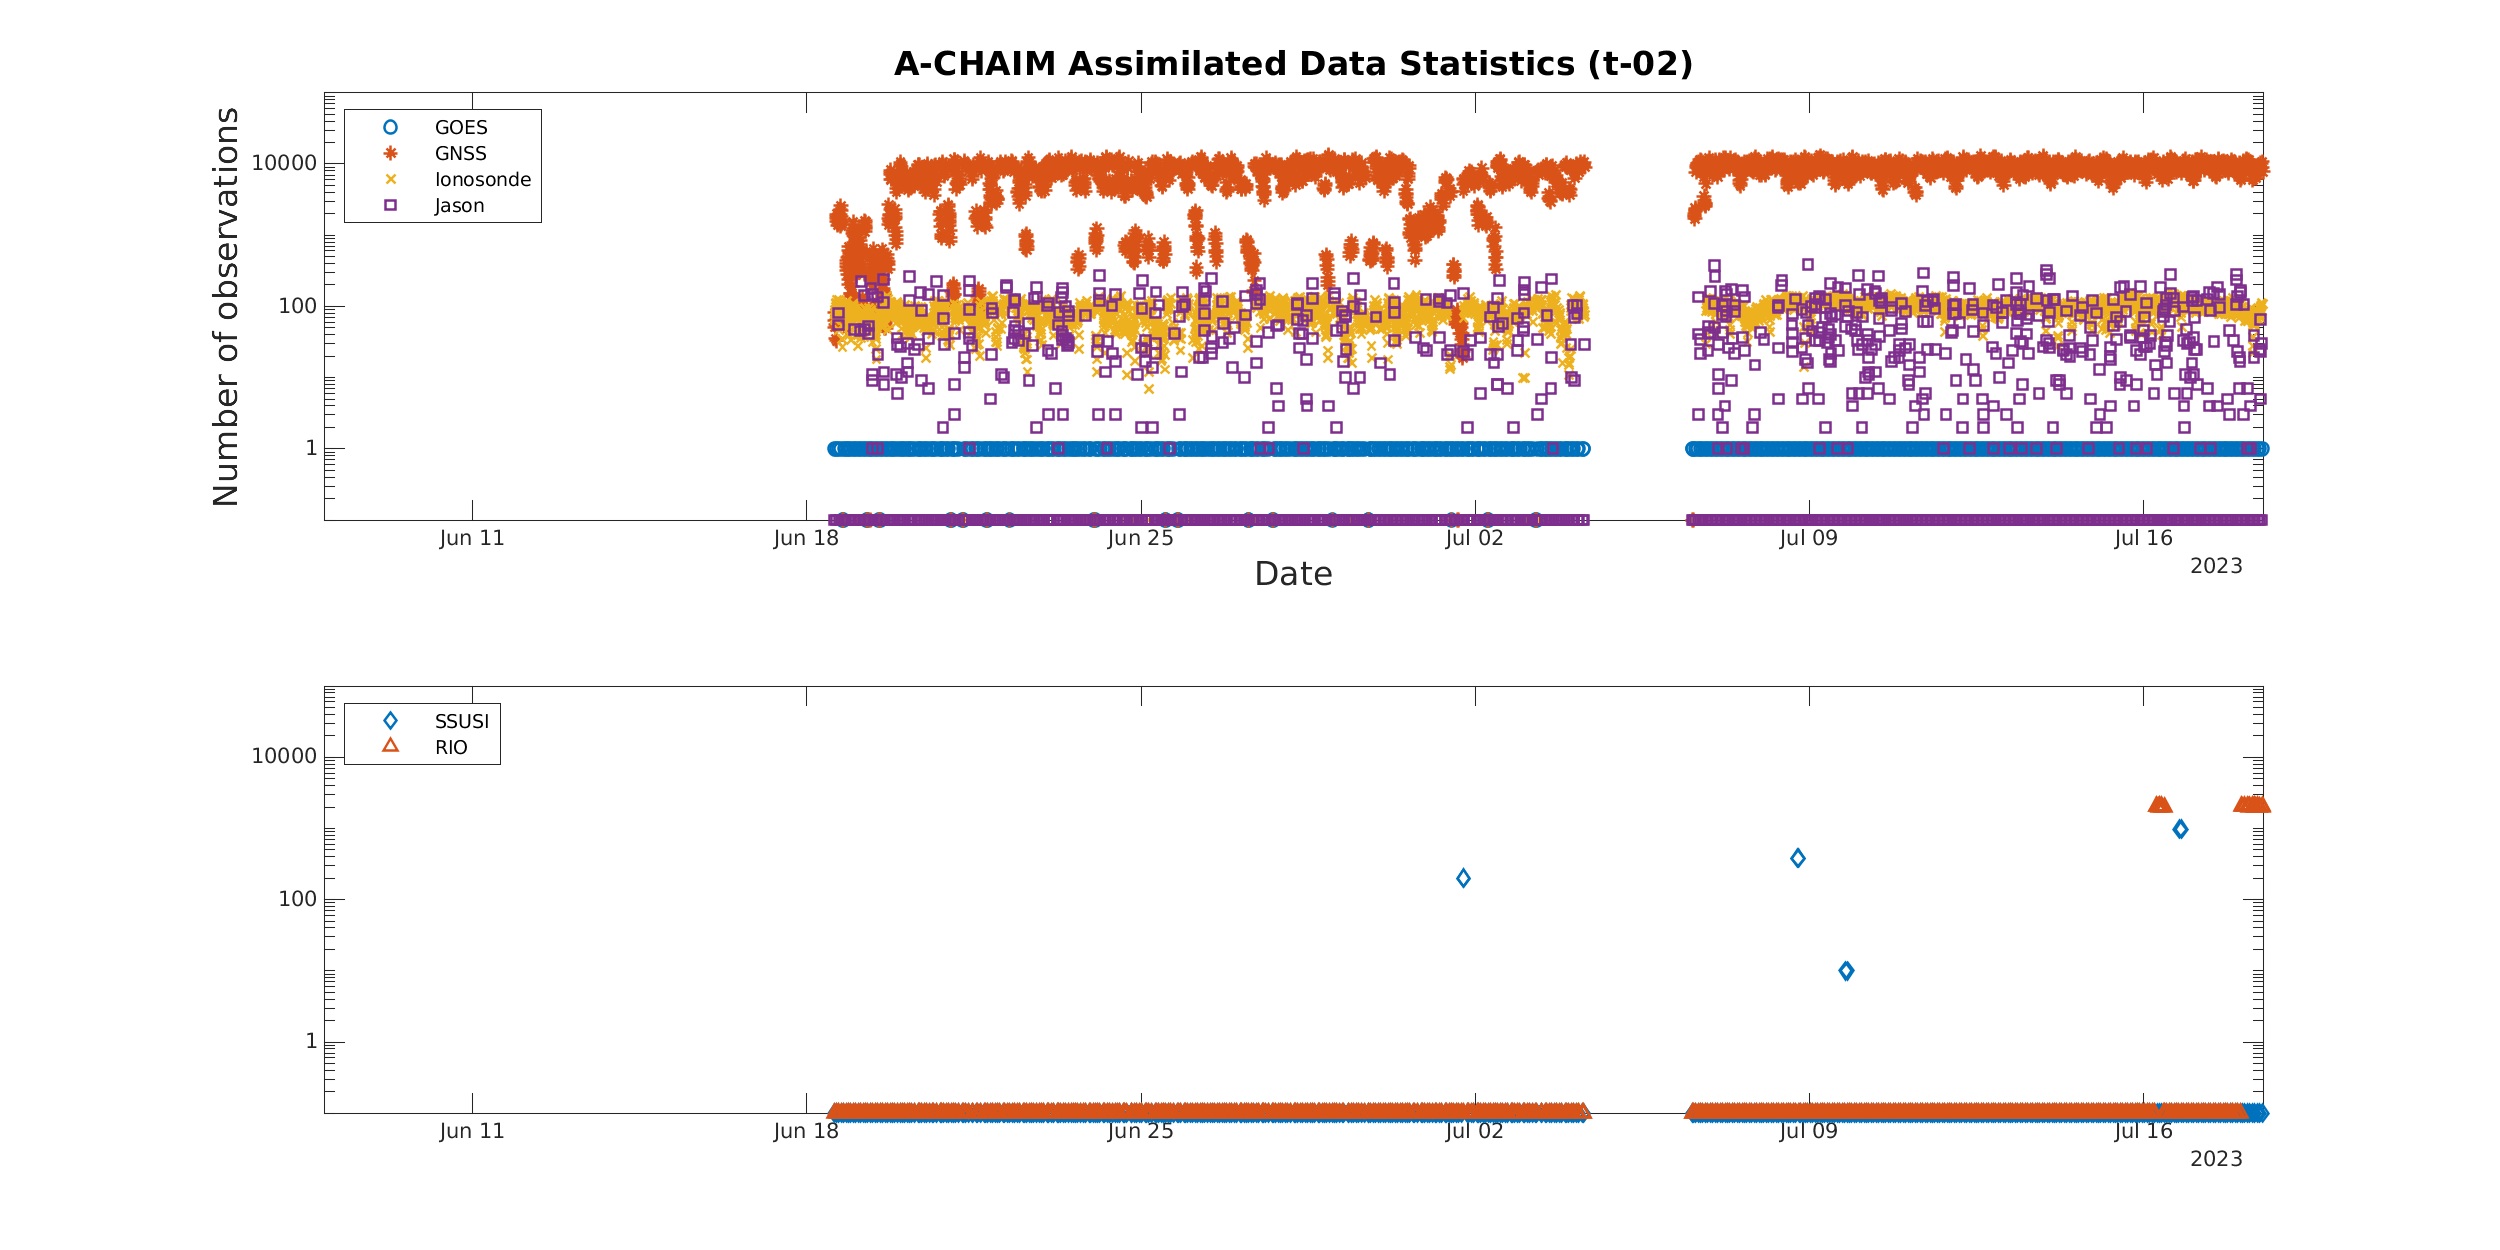 A-CHAIM Assimilated Data Statistics (t-02)
Number of observations
10000
100
1
GOES
GNSS
Ionosonde
Jason
Jun 11
Jun 18
Jun 25
Jul 02
Jul 09
Jul 16
2023
Date
10000
100
1
SSUSI
RIO
Jun 11
Jun 18
Jun 25
Jul 02
Jul 09
Jul 16
2023